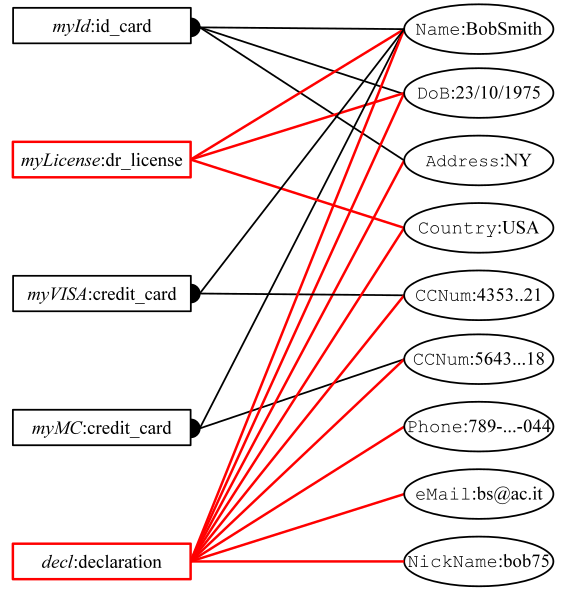 myId:id_card
Name:BobSmith
DoB:23/10/1975
myLicense:dr_license
Address:NY
Country:USA
myVISA:credit_card
CCNum:4353..21
CCNum:5643...18
myMC:credit_card
Phone:789-...-044
eMail:bs@ac.it
decl:declaration
NickName:bob75